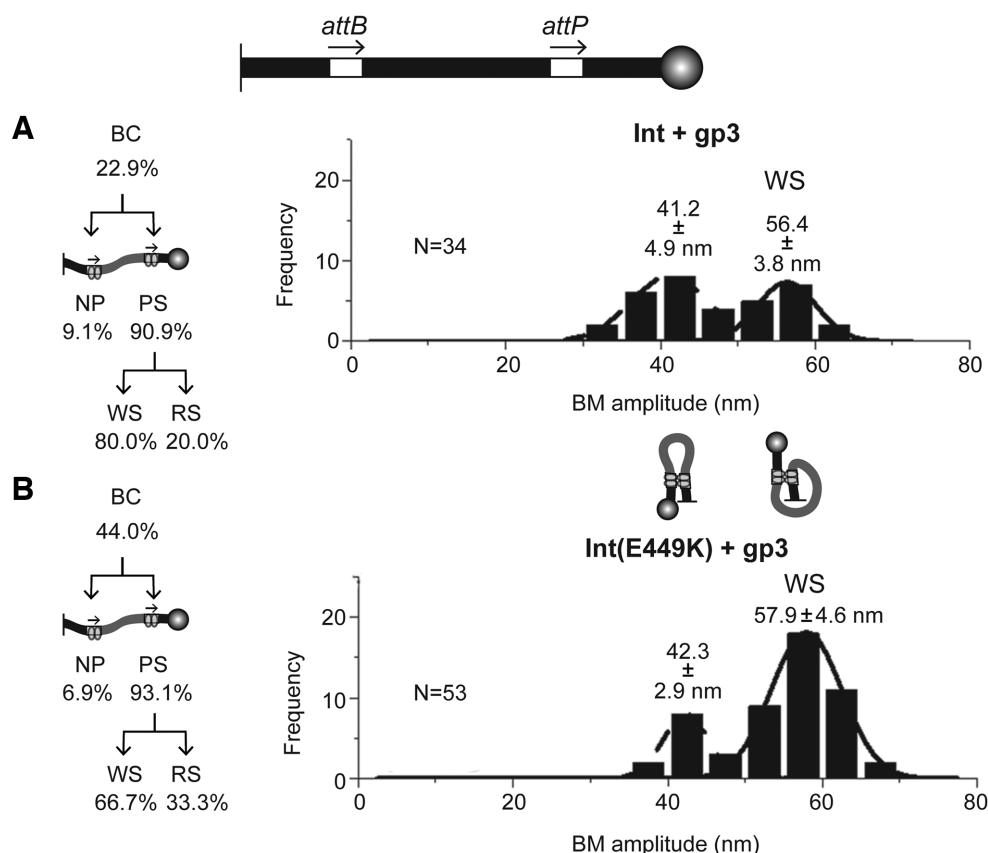 attB attP
A
BC
22.9%
NP PS
9.1% 90.9%
WS RS
80.0% 20.0%
Int + gp3
Frequency
20
10
0
N=34
41.2
±
4.9 nm
WS
56.4
±
3.8 nm
0 20 40 60 80
BM amplitude (nm)
B
BC
44.0%
NP PS
6.9% 93.1%
WS RS
66.7% 33.3%
Int(E449K) + gp3
Frequency
20
10
0
N=53
42.3
±
2.9 nm
WS
57.9±4.6 nm
0 20 40 60 80
BM amplitude (nm)